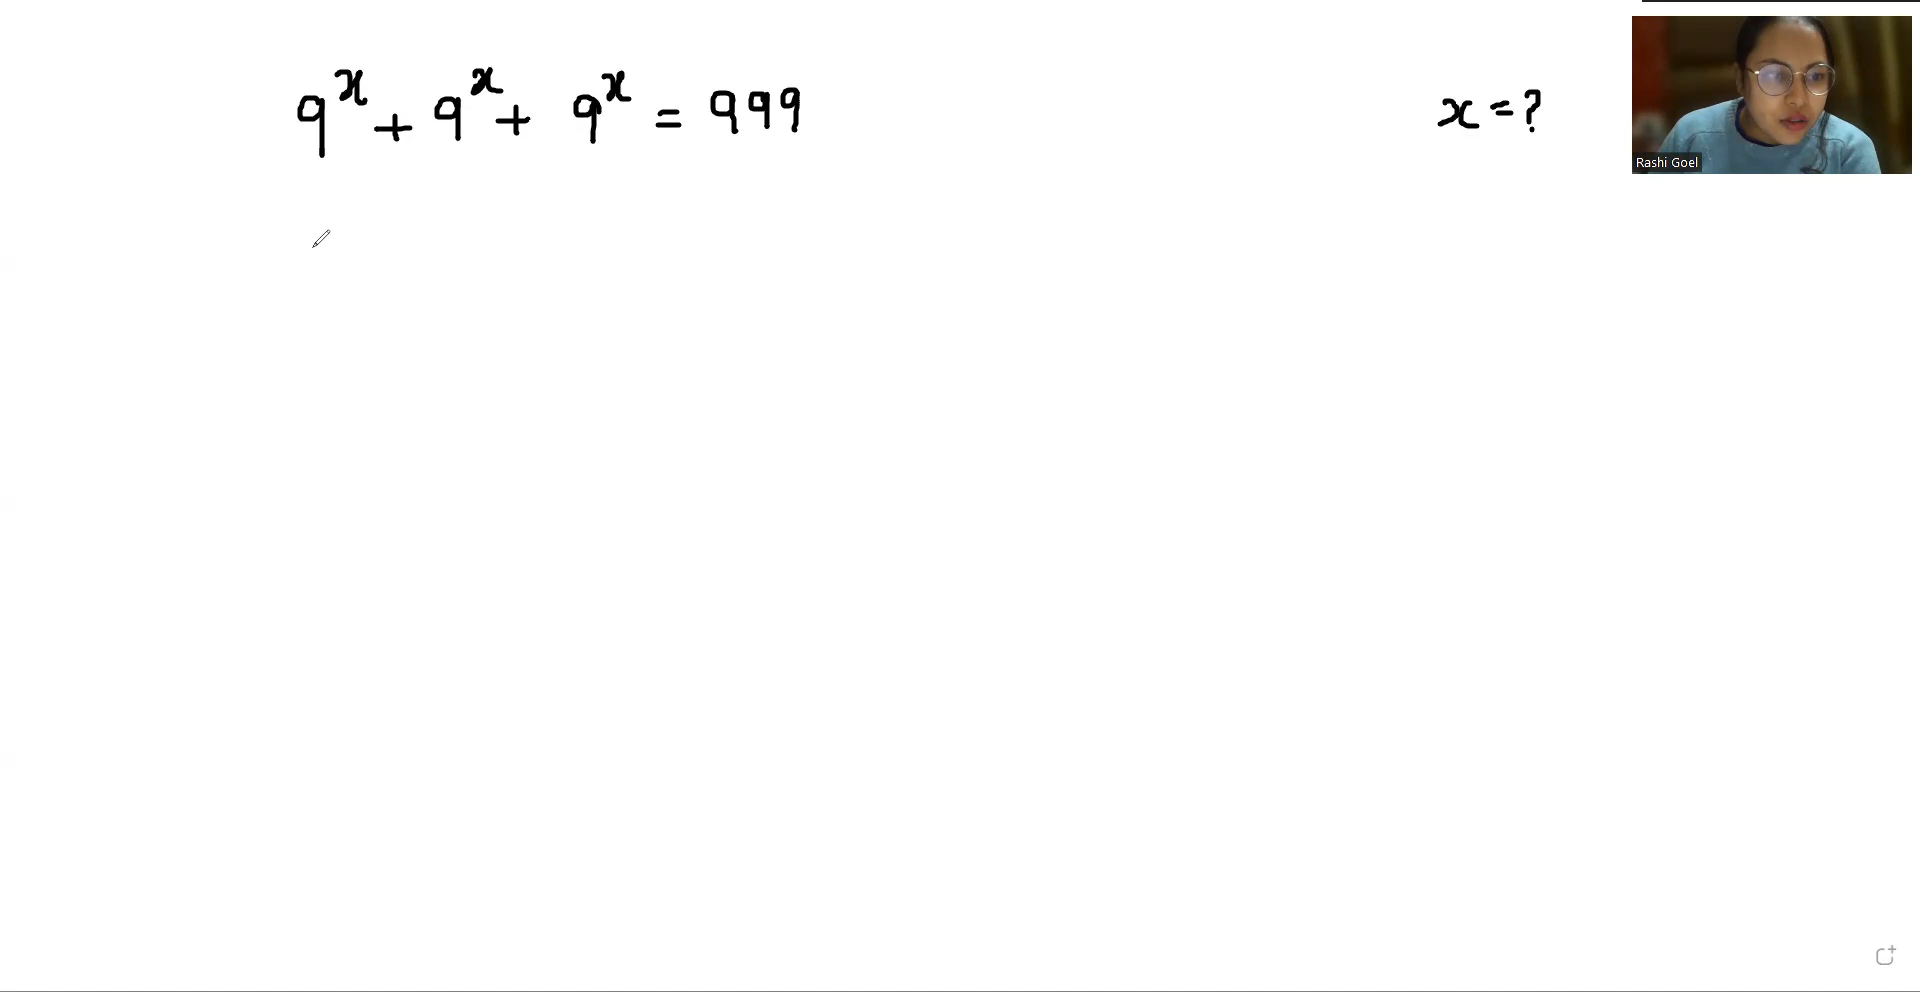 9^x + 9^x + 9^x = 999
x = ?
Rashi Goel